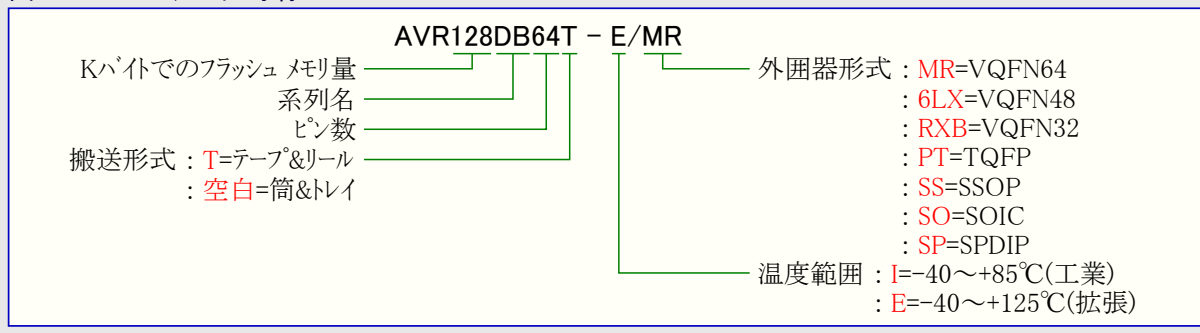 AVR128DB64T - E/MR
Kバイトでのフラッシュ メモリ量
系列名
ピン数
搬送形式 : T=テープ&リール
: 空白=筒&トレイ
外囲器形式 : MR=VQFN64
: 6LX=VQFN48
: RXB=VQFN32
: PT=TQFP
: SS=SSOP
: SO=SOIC
: SP=SPDIP
温度範囲 : I=-40～+85℃(工業)
: E=-40～+125℃(拡張)